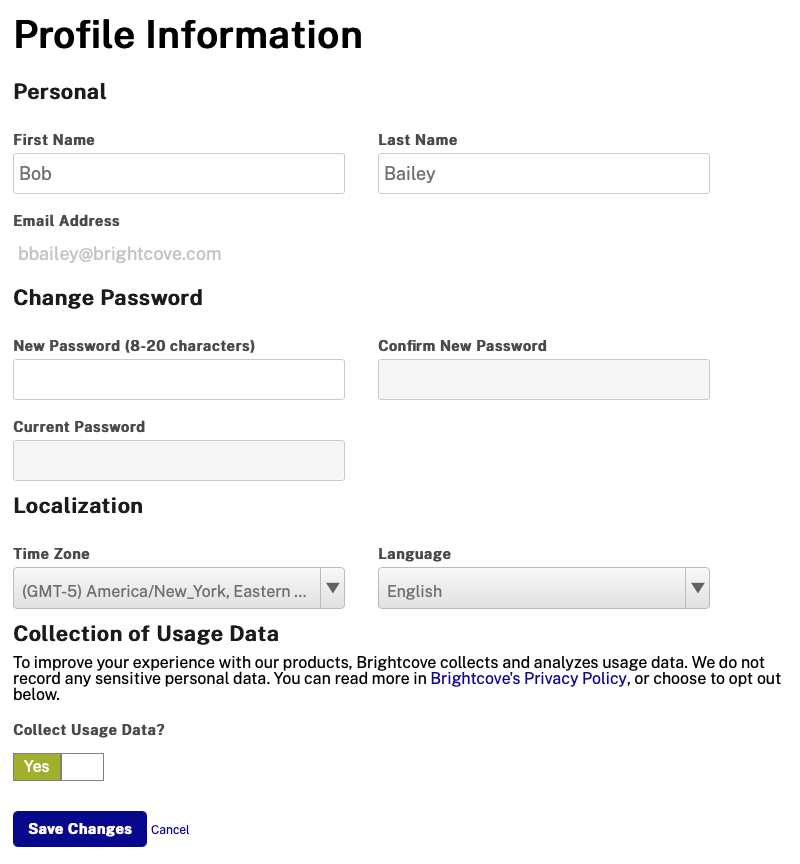 Profile Information
Personal
First Name
Last Name
Bob
Bailey
Email Address
bbailey@brightcove.com
Change Password
New Password (8-20 characters)
Confirm New Password
Current Password
Localization
Time Zone
Language
(GMT-5) America/New_York, Eastern ...
English
Collection of Usage Data
To improve your experience with our products, Brightcove collects and analyzes usage data. We do not
record any sensitive personal data. You can read more in Brightcove's Privacy Policy, or choose to opt out
below.
Collect Usage Data?
Yes
Save Changes Cancel